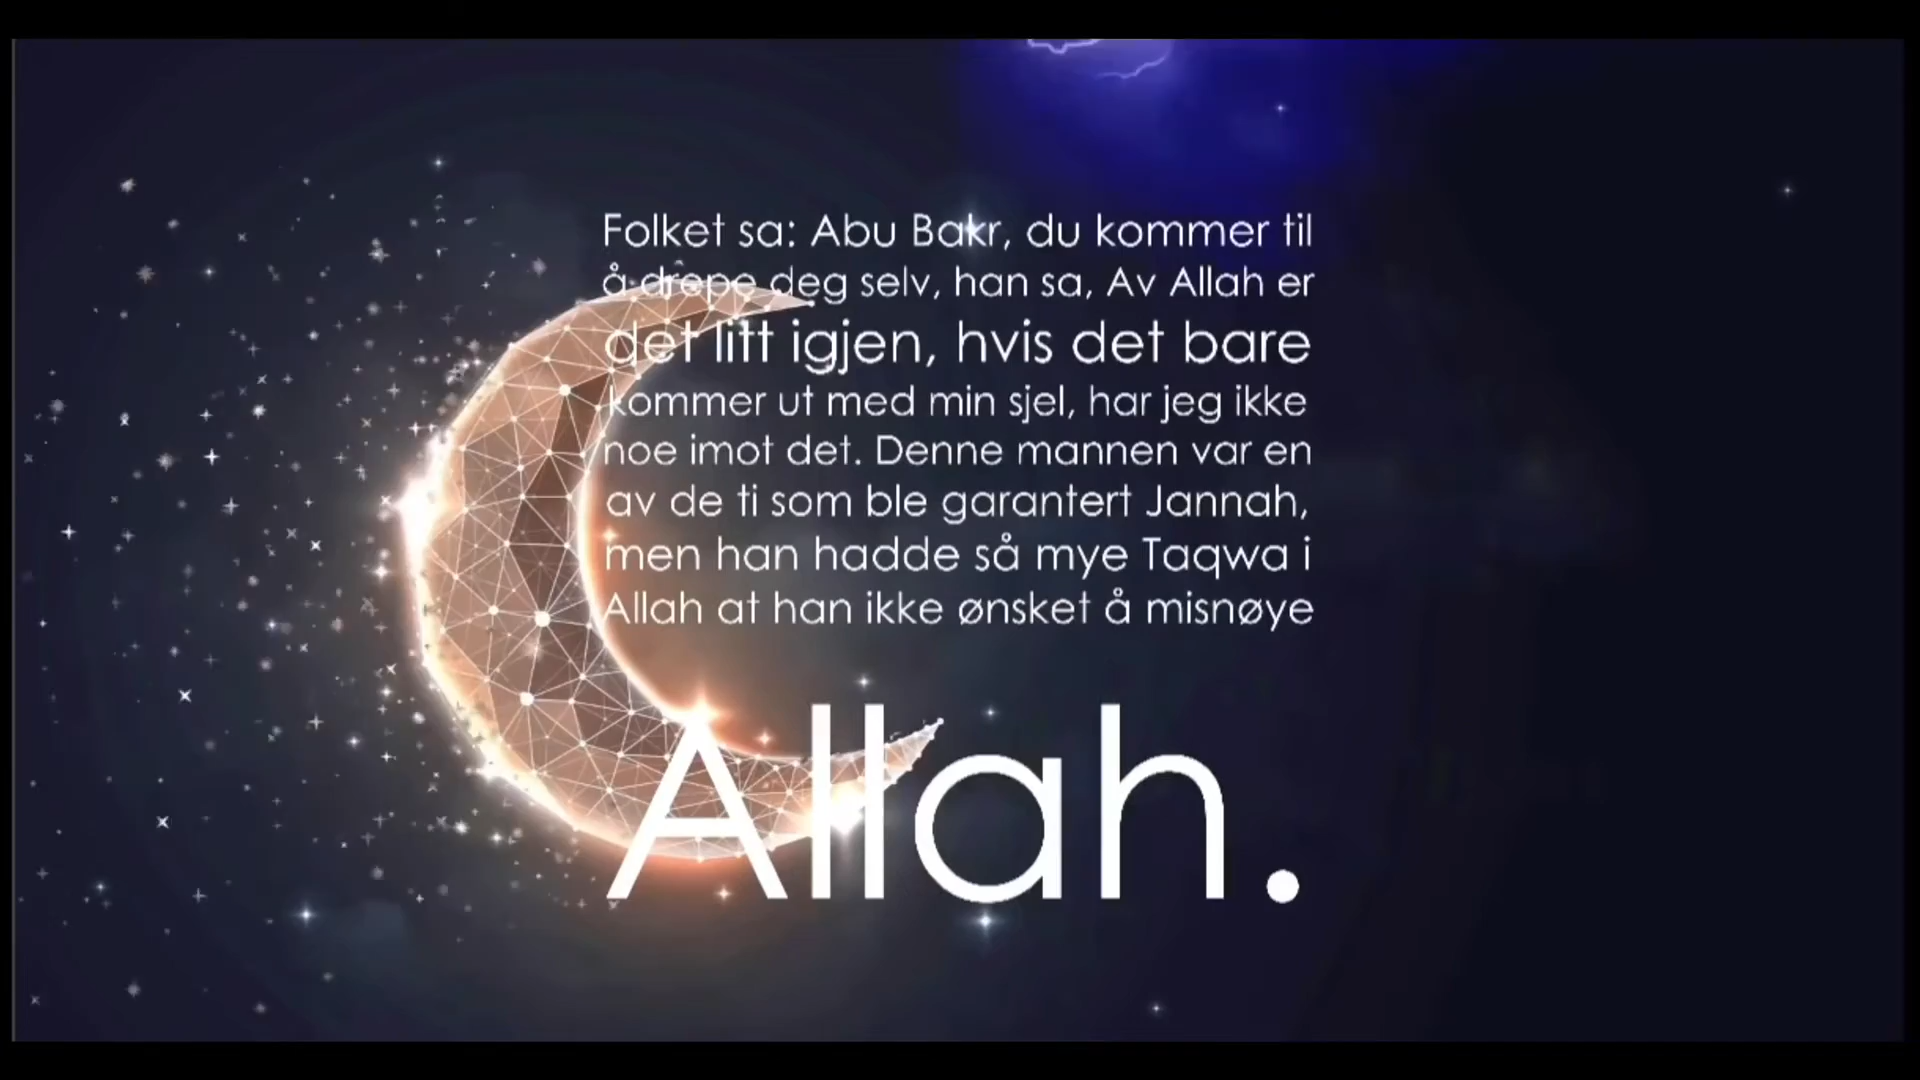 Folket sa: Abu Bakr, du kommer til
å drepe deg selv, han sa, Av Allah er
det litt igjen, hvis det bare
kommer ut med min sjel, har jeg ikke
noe imot det. Denne mannen var en
av de ti som ble garantert Jannah,
men han hadde så mye Taqwa i
Allah at han ikke ønsket å misnøye
Allah.